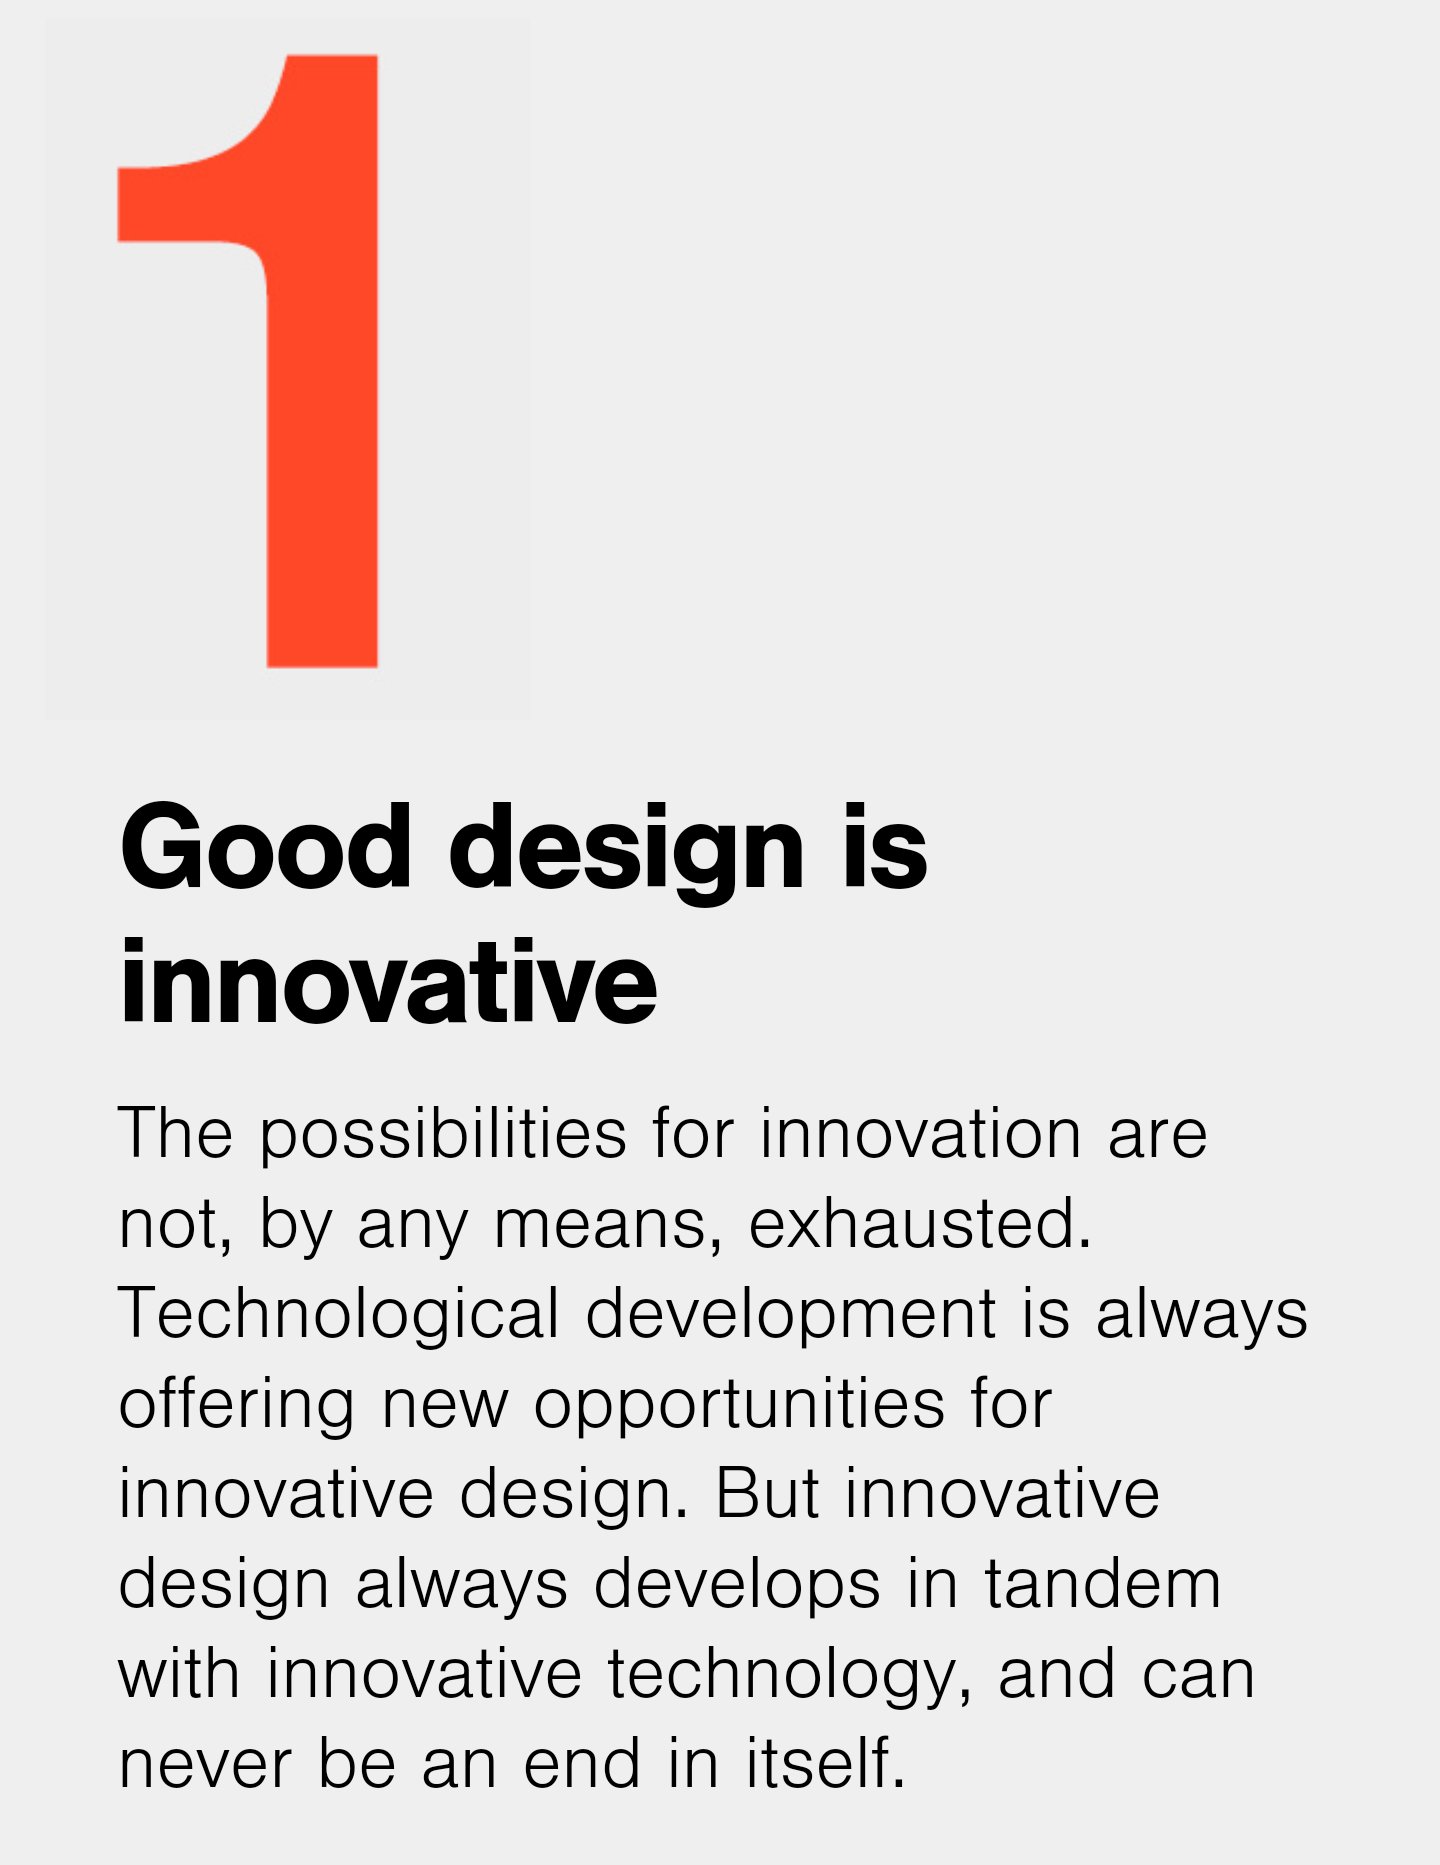 1
Good design is
innovative
The possibilities for innovation are
not, by any means, exhausted.
Technological development is always
offering new opportunities for
innovative design. But innovative
design always develops in tandem
with innovative technology, and can
never be an end in itself.